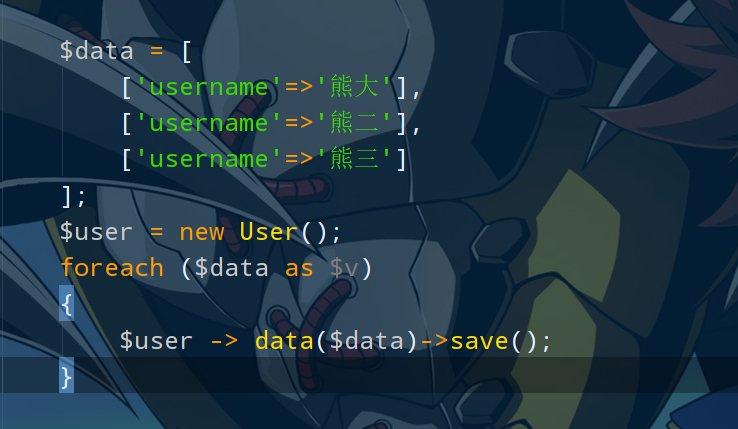 $data = [
    ['username'=>'熊大'],
    ['username'=>'熊二'],
    ['username'=>'熊三']
];
$user = new User();
foreach ($data as $v)
{
    $user -> data($data)->save();
}